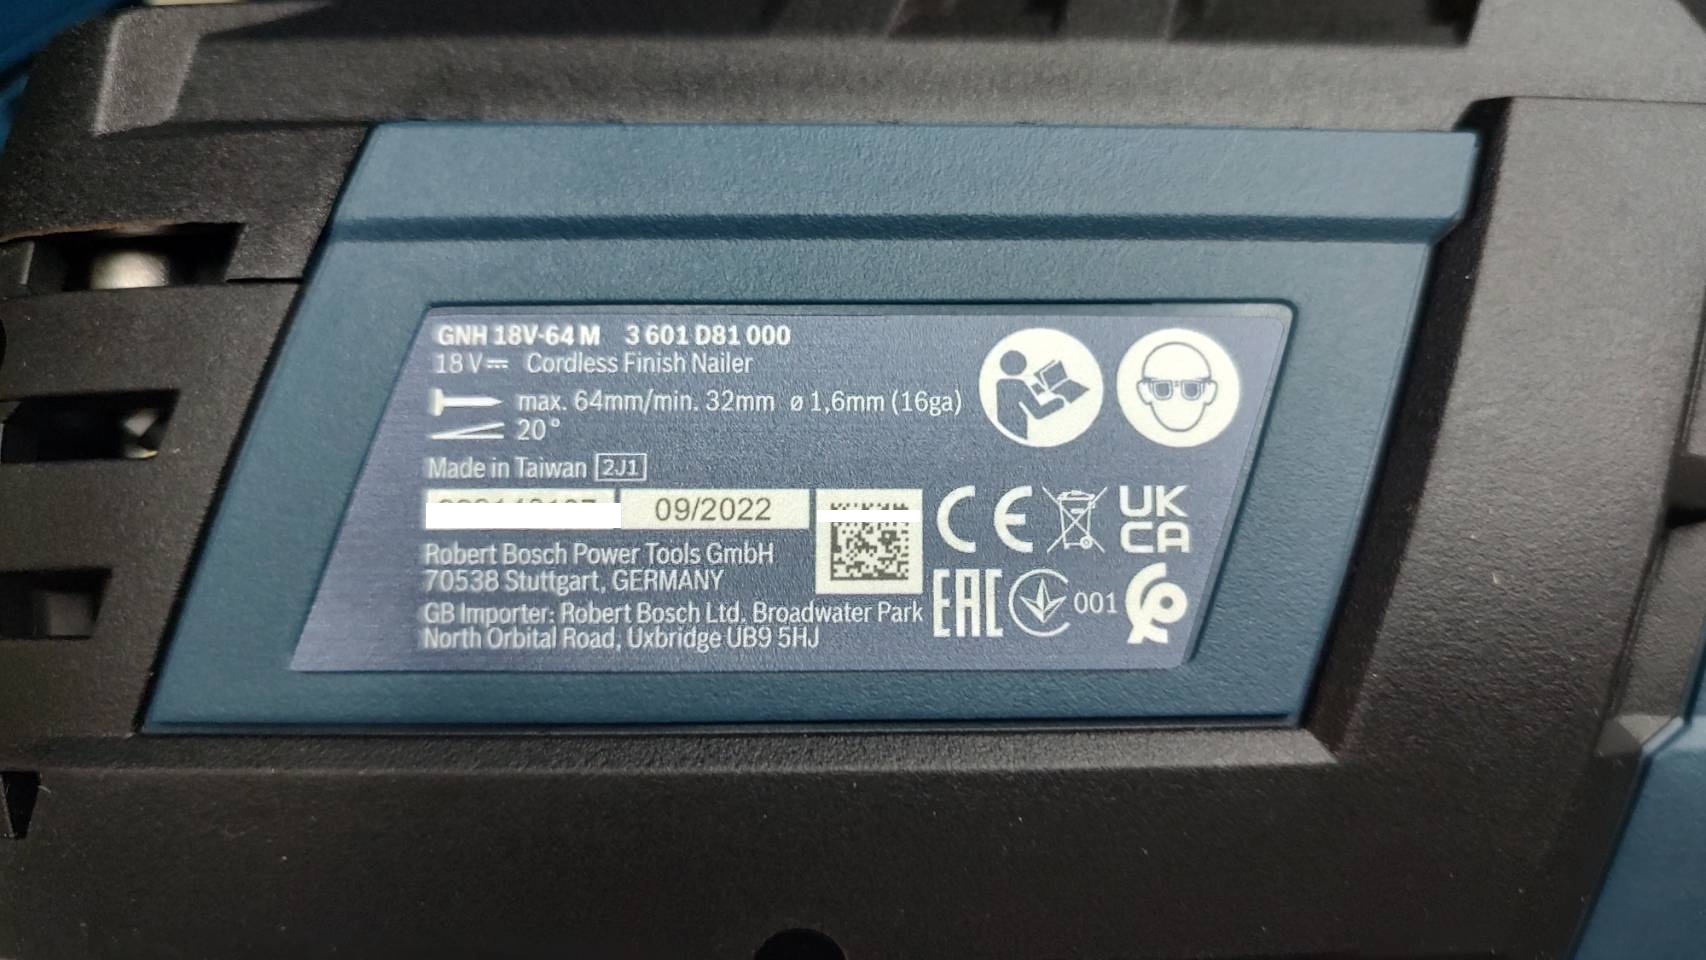 GNH 18V-64 M 3 601 D81 000
18 V⎓ Cordless Finish Nailer
max. 64mm/min. 32mm ø 1,6mm (16ga)
20°
Made in Taiwan 2J1
09/2022
Robert Bosch Power Tools GmbH
70538 Stuttgart, GERMANY
GB Importer: Robert Bosch Ltd. Broadwater Park
North Orbital Road, Uxbridge UB9 5HJ
CE
UK
CA
EAC
001